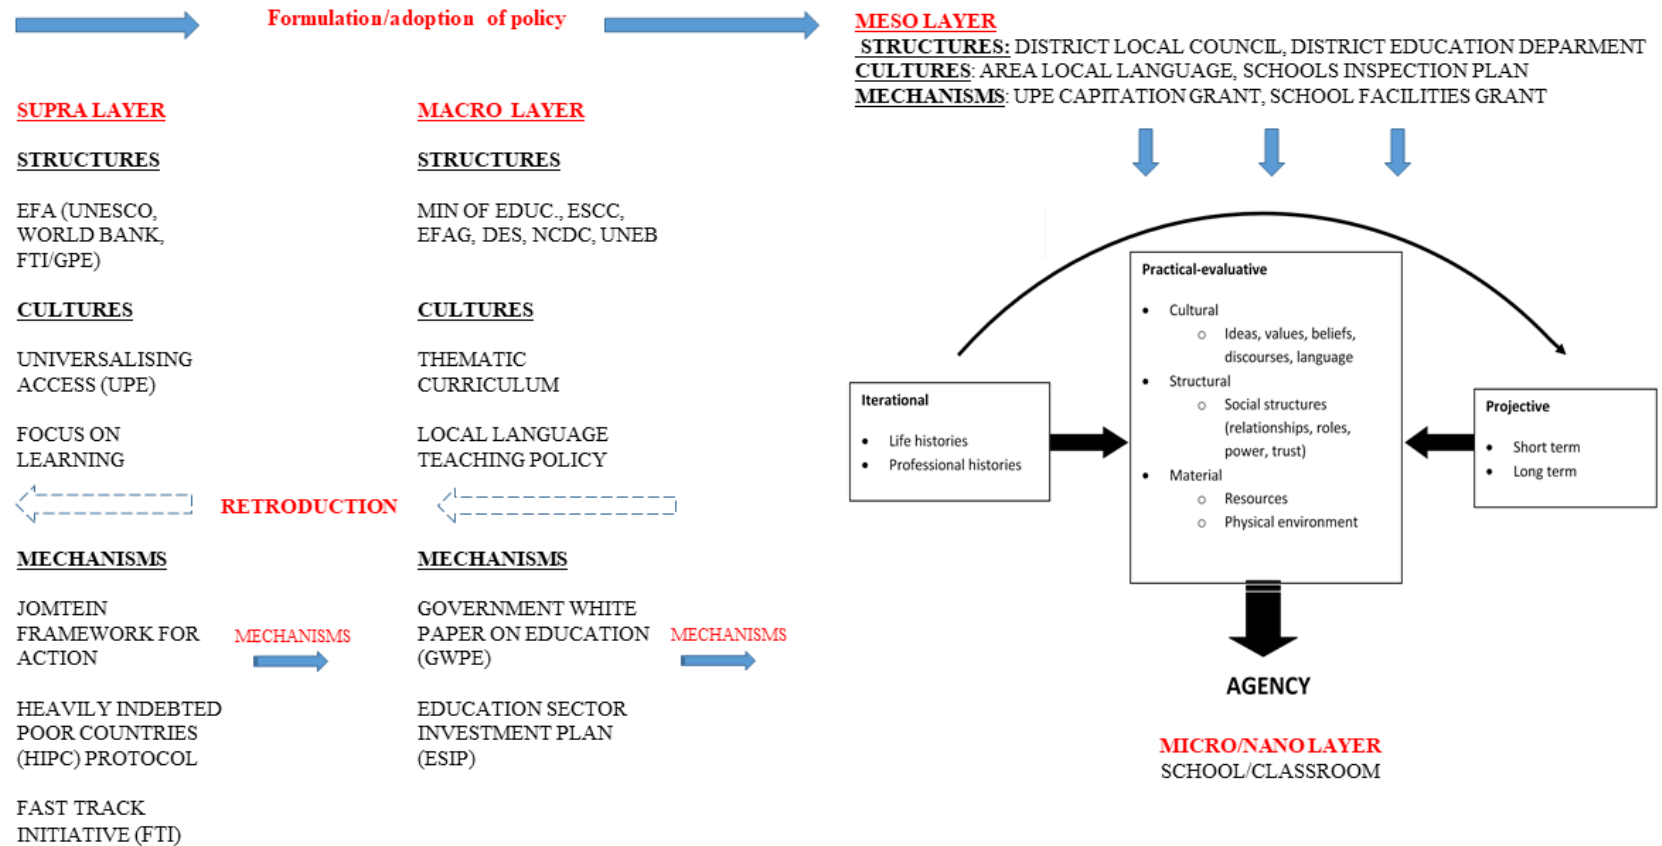 Formulation/adoption of policy
SUPRA LAYER
STRUCTURES
EFA (UNESCO,
WORLD BANK,
FTI/GPE)
CULTURES
UNIVERSALISING
ACCESS (UPE)
FOCUS ON
LEARNING
RETRODUCTION
MECHANISMS
JOMTEIN
FRAMEWORK FOR
ACTION
HEAVILY INDEBTED
POOR COUNTRIES
(HIPC) PROTOCOL
FAST TRACK
INITIATIVE (FTI)
MECHANISMS
MACRO LAYER
STRUCTURES
MIN OF EDUC., ESCC,
EFAG, DES, NCDC, UNEB
CULTURES
THEMATIC
CURRICULUM
LOCAL LANGUAGE
TEACHING POLICY
MECHANISMS
GOVERNMENT WHITE
PAPER ON EDUCATION
(GWPE)
EDUCATION SECTOR
INVESTMENT PLAN
(ESIP)
MECHANISMS
MESO LAYER
STRUCTURES: DISTRICT LOCAL COUNCIL, DISTRICT EDUCATION DEPARMENT
CULTURES: AREA LOCAL LANGUAGE, SCHOOLS INSPECTION PLAN
MECHANISMS: UPE CAPITATION GRANT, SCHOOL FACILITIES GRANT
Iterational
• Life histories
• Professional histories
Practical-evaluative
• Cultural
o Ideas, values, beliefs,
discourses, language
• Structural
o Social structures
(relationships, roles,
power, trust)
• Material
o Resources
o Physical environment
Projective
• Short term
• Long term
AGENCY
MICRO/NANO LAYER
SCHOOL/CLASSROOM